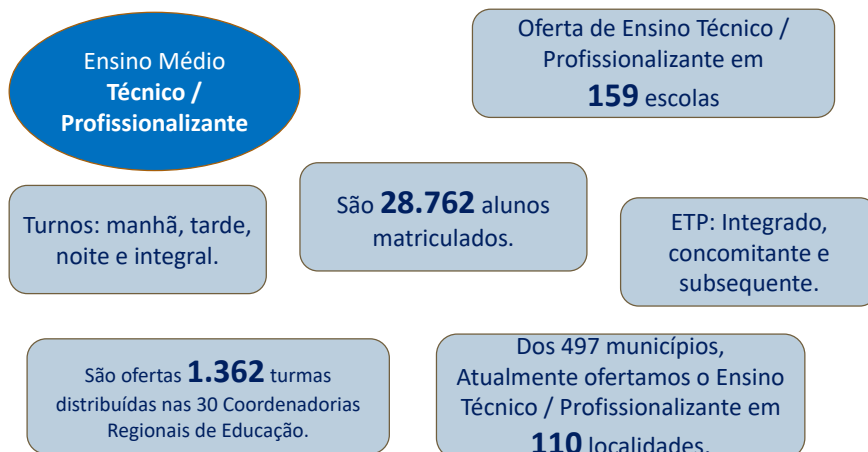 Ensino Médio
Técnico /
Profissionalizante
Oferta de Ensino Técnico /
Profissionalizante em
159 escolas
Turnos: manhã, tarde,
noite e integral.
São 28.762 alunos
matriculados.
ETP: Integrado,
concomitante e
subsequente.
São ofertas 1.362 turmas
distribuídas nas 30 Coordenadorias
Regionais de Educação.
Dos 497 municípios,
Atualmente ofertamos o Ensino
Técnico / Profissionalizante em
110 localidades.